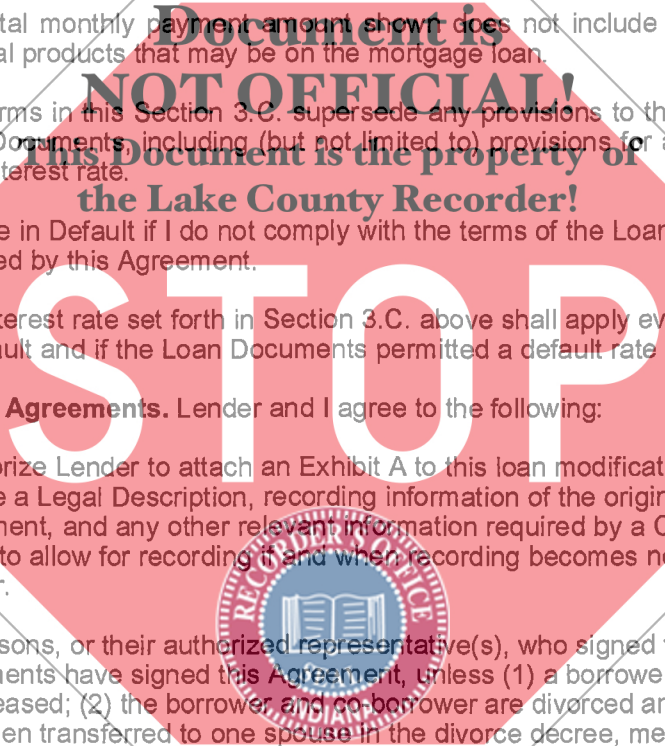 tal monthly payment amount shown does not include
Document is
al products that may be on the mortgage loan.
NOT OFFICIAL!
rms in this Section 3.C. supersede any provisions to th
Documents, including (but not limited to) provisions for a
This Document is the property of
terest rate.
the Lake County Recorder!
e in Default if I do not comply with the terms of the Loan
ed by this Agreement.
terest rate set forth in Section 3.C. above shall apply ev
ult and if the Loan Documents permitted a default rate
STOP
Agreements. Lender and I agree to the following:
orize Lender to attach an Exhibit A to this loan modificat
e a Legal Description, recording information of the origin
ment, and any other relevant information required by a C
to allow for recording if and when recording becomes ne
r.
RECORDER'S OFFICE
sons, or their authorized representative(s), who signed
ments have signed this Agreement, unless (1) a borrowe
INDIANA
eased; (2) the borrower and co-borrower are divorced an
en transferred to one spouse in the divorce decree, me